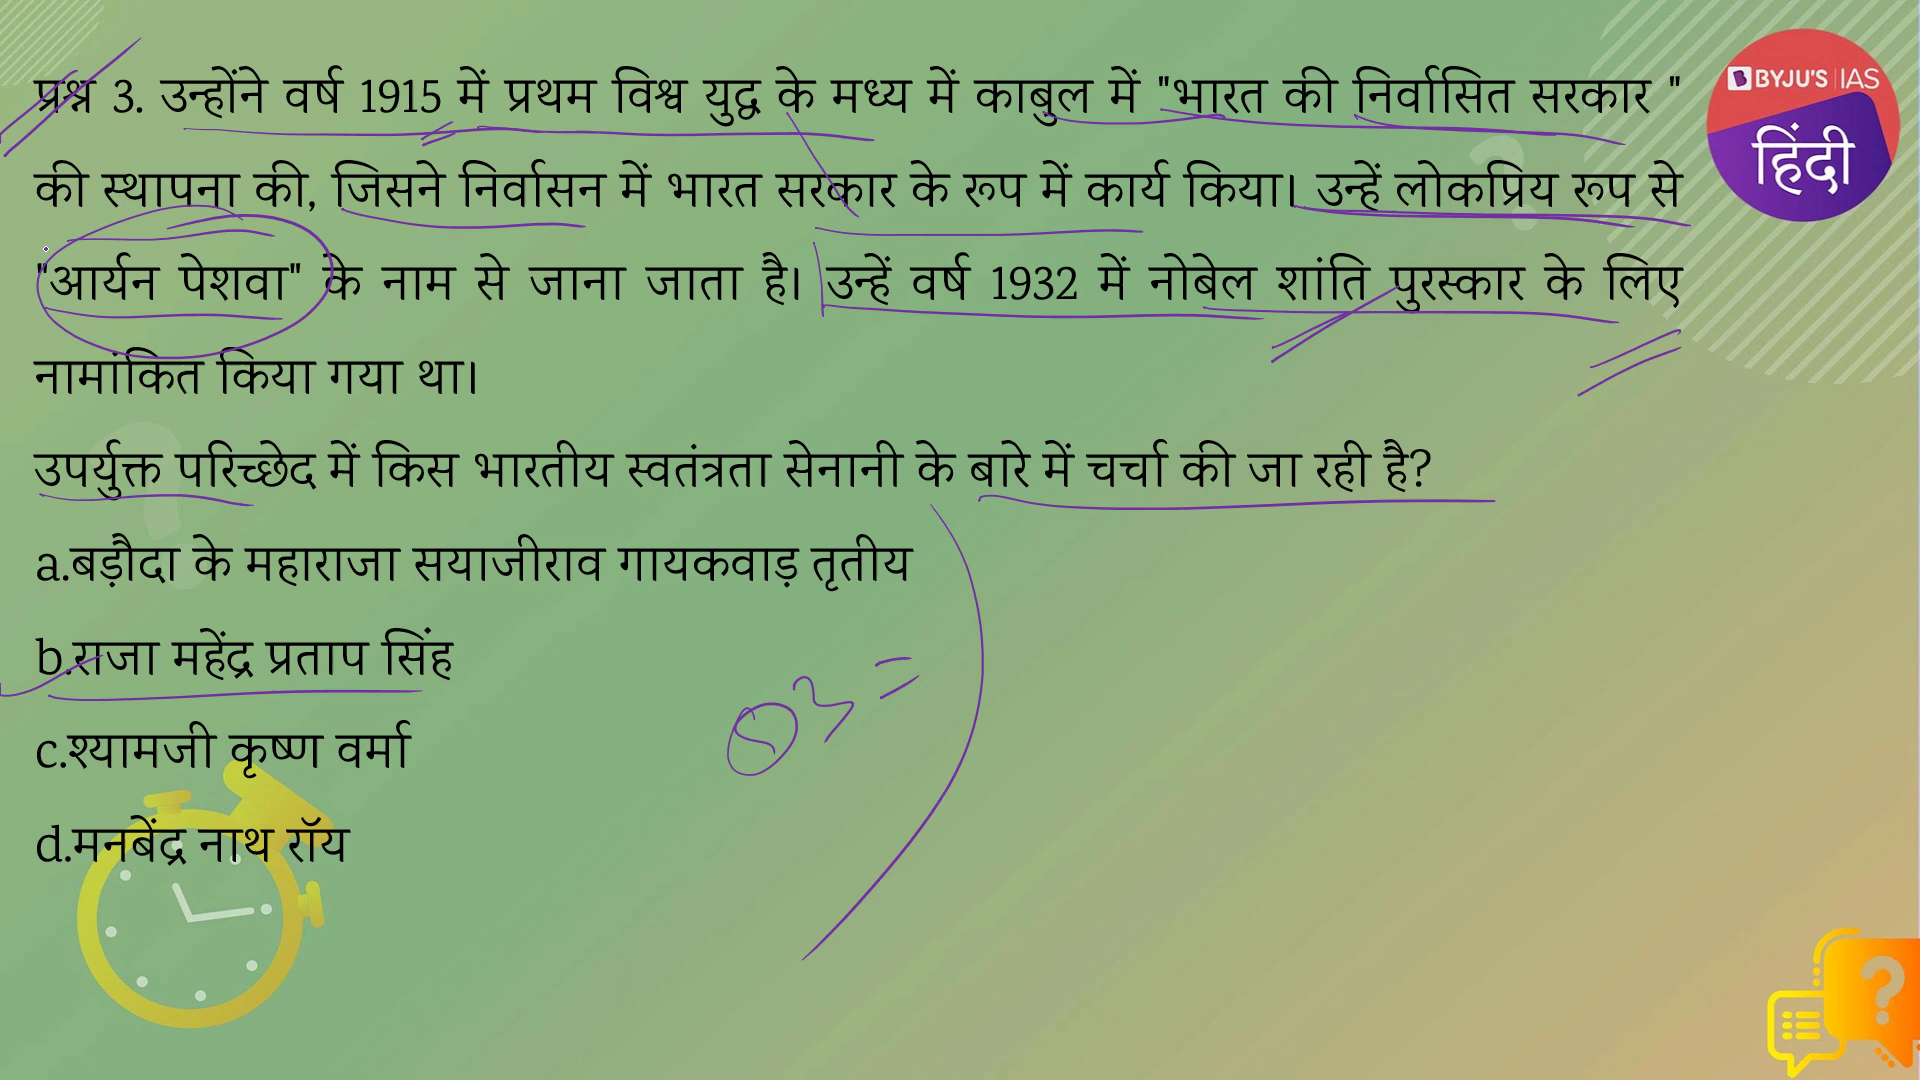 प्रश्न 3. उन्होंने वर्ष 1915 में प्रथम विश्व युद्ध के मध्य में काबुल में "भारत की निर्वासित सरकार "
की स्थापना की, जिसने निर्वासन में भारत सरकार के रूप में कार्य किया। उन्हें लोकप्रिय रूप से
"आर्यन पेशवा" के नाम से जाना जाता है। उन्हें वर्ष 1932 में नोबेल शांति पुरस्कार के लिए
नामांकित किया गया था।
उपर्युक्त परिच्छेद में किस भारतीय स्वतंत्रता सेनानी के बारे में चर्चा की जा रही है?
a.बड़ौदा के महाराजा सयाजीराव गायकवाड़ तृतीय
b.राजा महेंद्र प्रताप सिंह
c.श्यामजी कृष्ण वर्मा
d.मनबेंद्र नाथ रॉय
BYJU'S IAS
हिंदी